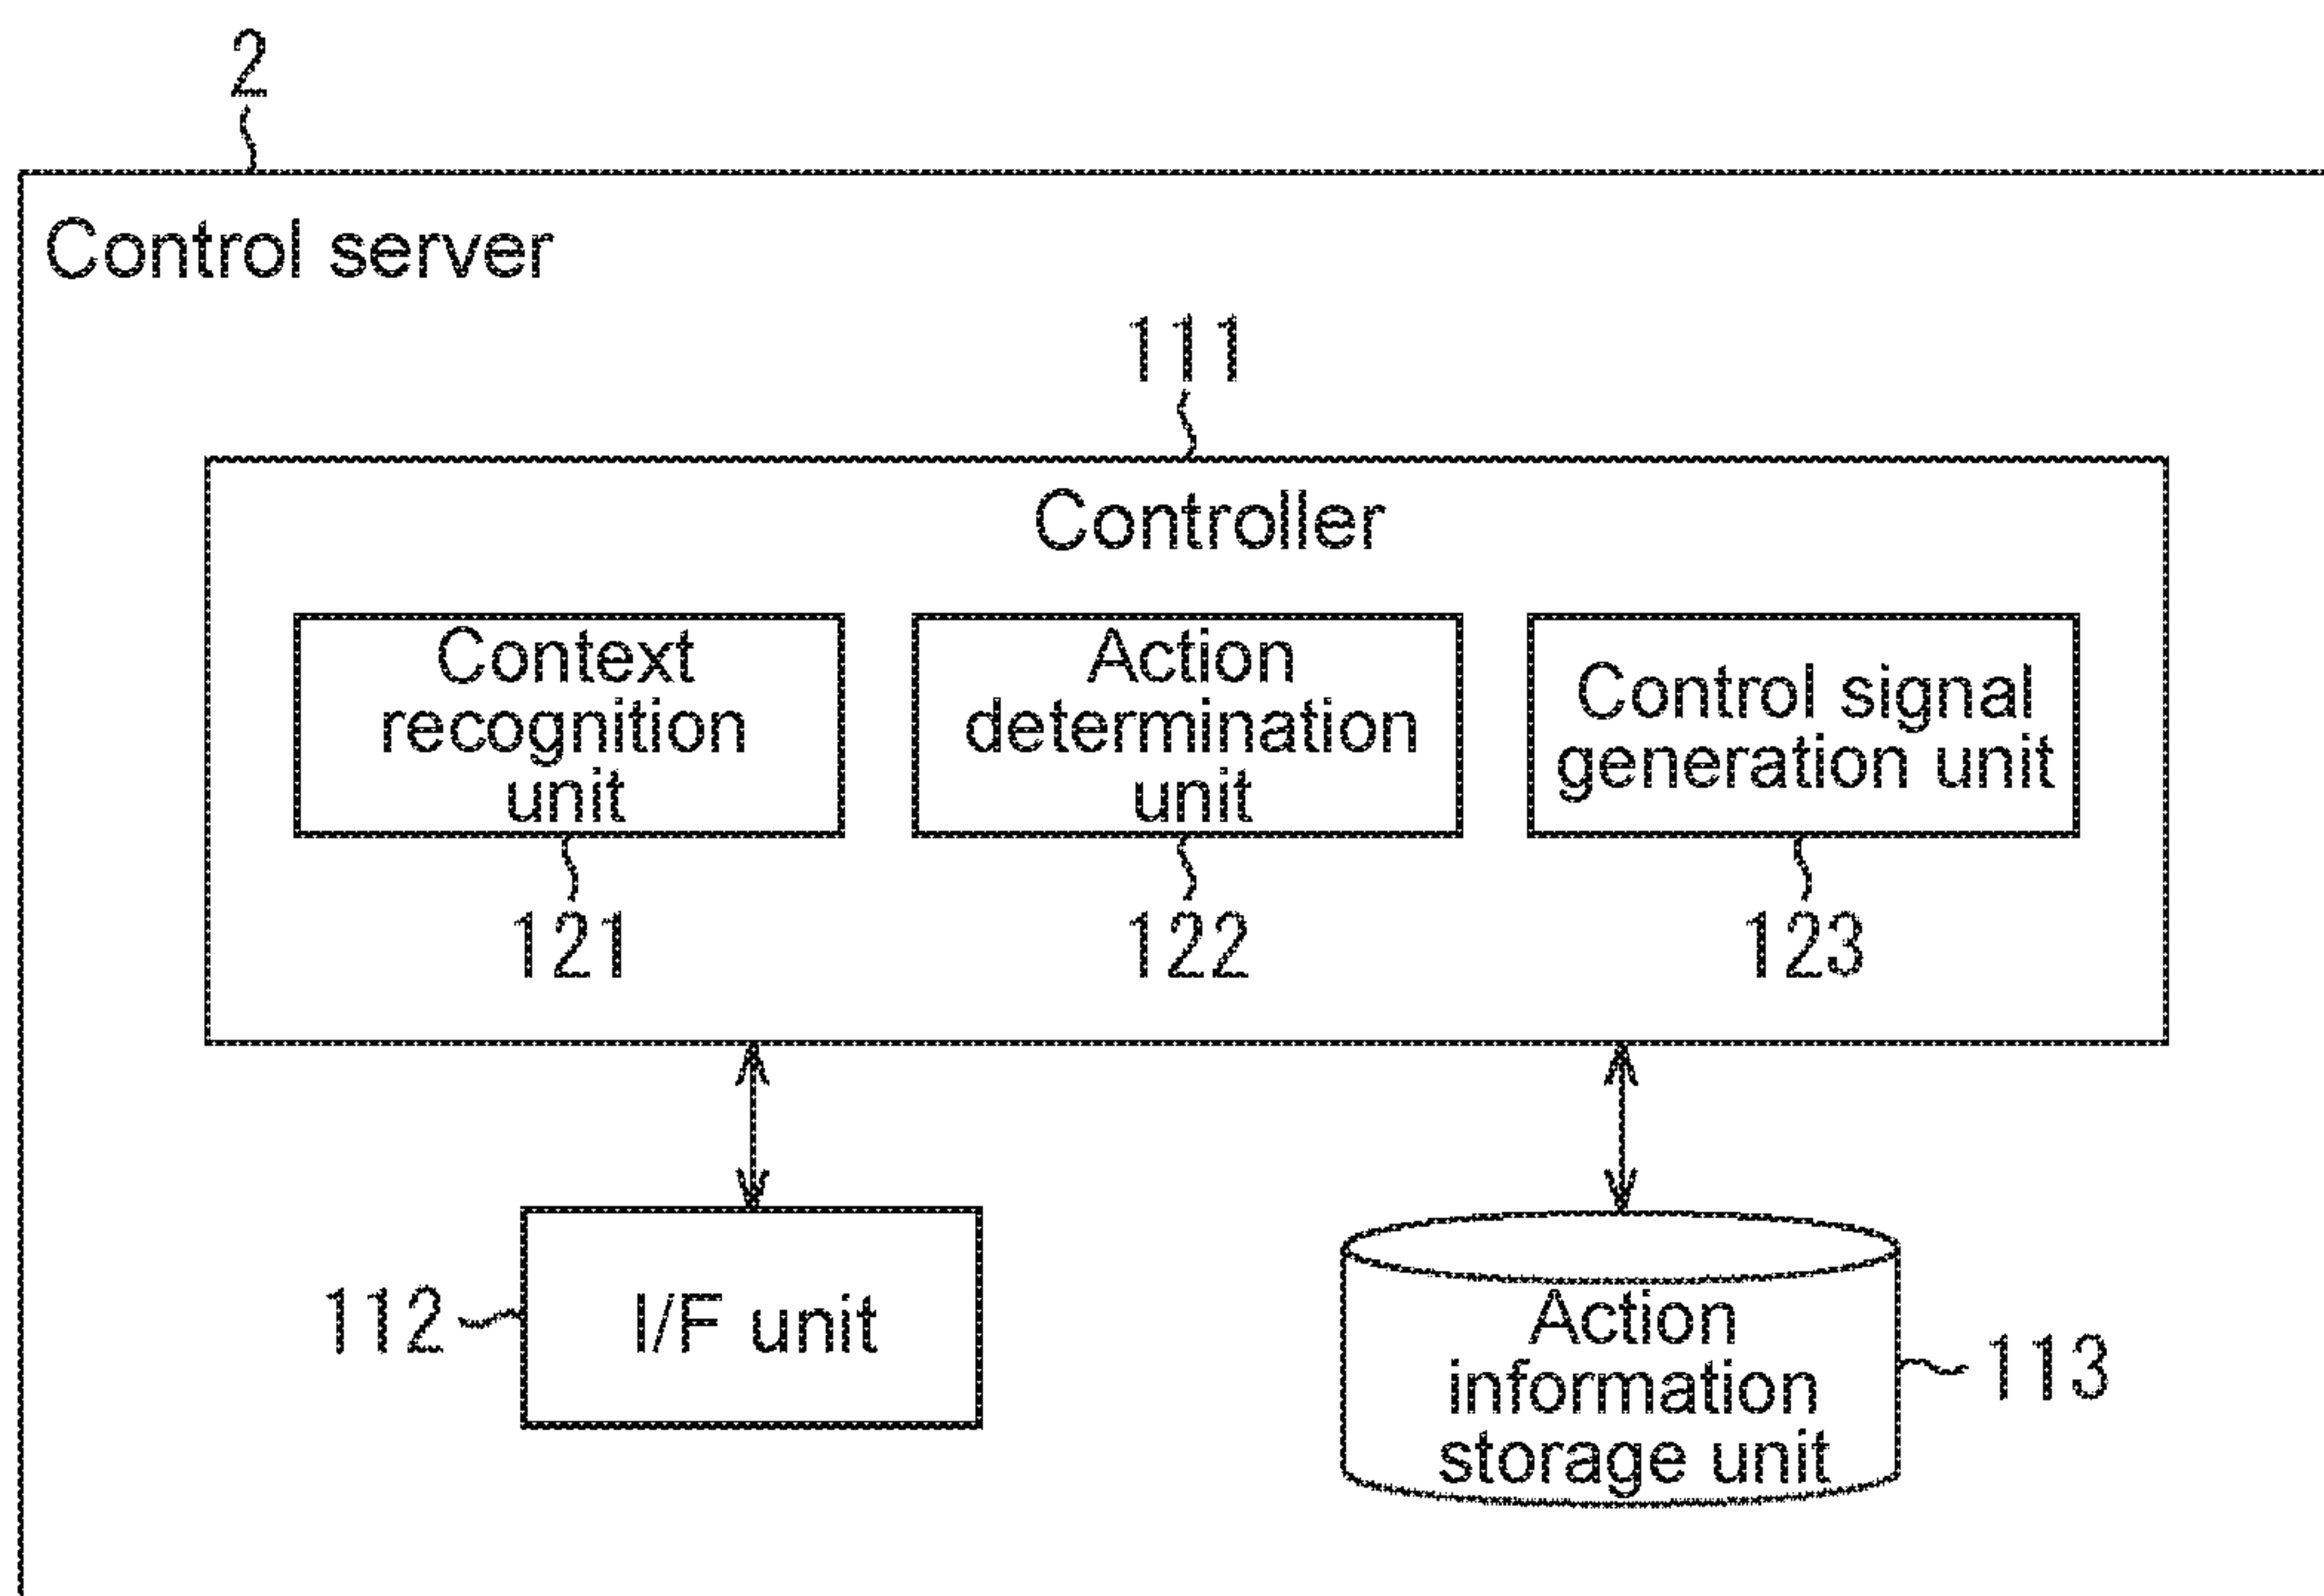 2
Control server
111
Controller
Context
recognition
unit
Action
determination
unit
Control signal
generation unit
121
122
123
112
I/F unit
Action
information
storage unit
113